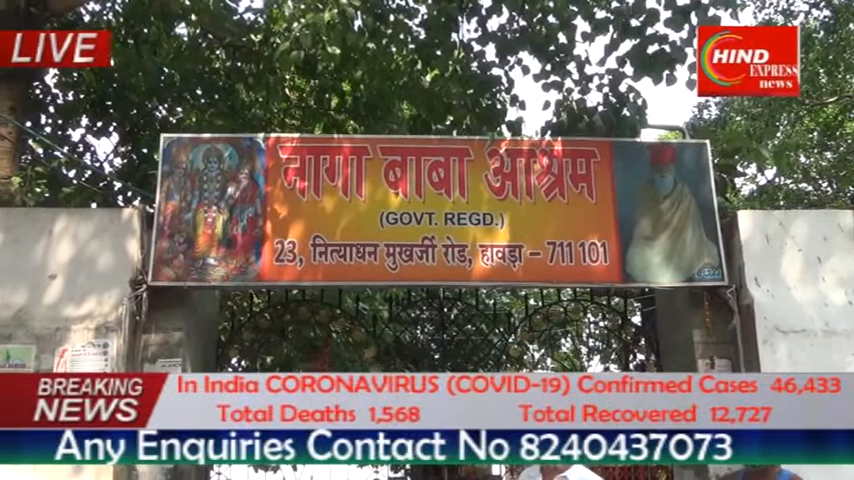 LIVE
HIND
EXPRESS
news
नागा बाबा आश्रम
(GOVT. REGD.)
23, नित्याधन मुखर्जी रोड, हावड़ा – 711 101
BREAKING
NEWS
In India CORONAVIRUS (COVID-19) Confirmed Cases 46,433
Total Deaths 1,568 Total Recovered 12,727
Any Enquiries Contact No 8240437073